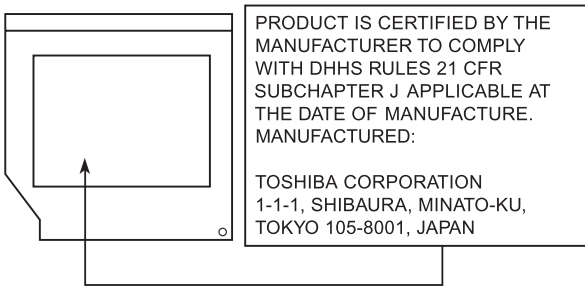 PRODUCT IS CERTIFIED BY THE
MANUFACTURER TO COMPLY
WITH DHHS RULES 21 CFR
SUBCHAPTER J APPLICABLE AT
THE DATE OF MANUFACTURE.
MANUFACTURED:
TOSHIBA CORPORATION
1-1-1, SHIBAURA, MINATO-KU,
TOKYO 105-8001, JAPAN